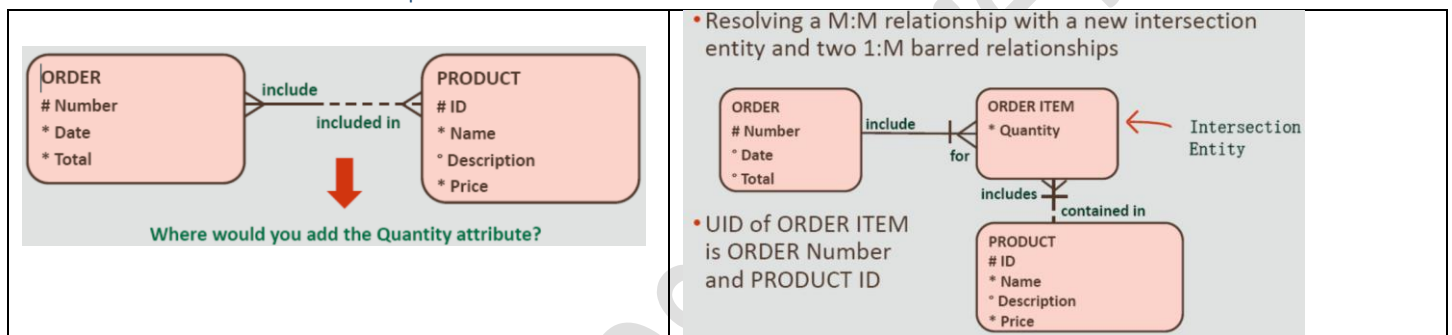 ORDER
# Number
* Date
* Total
include
included in
PRODUCT
# ID
* Name
° Description
* Price
Where would you add the Quantity attribute?
• Resolving a M:M relationship with a new intersection
entity and two 1:M barred relationships
ORDER
# Number
° Date
° Total
include
for
ORDER ITEM
* Quantity
Intersection
Entity
includes
contained in
• UID of ORDER ITEM
is ORDER Number
and PRODUCT ID
PRODUCT
# ID
* Name
° Description
* Price